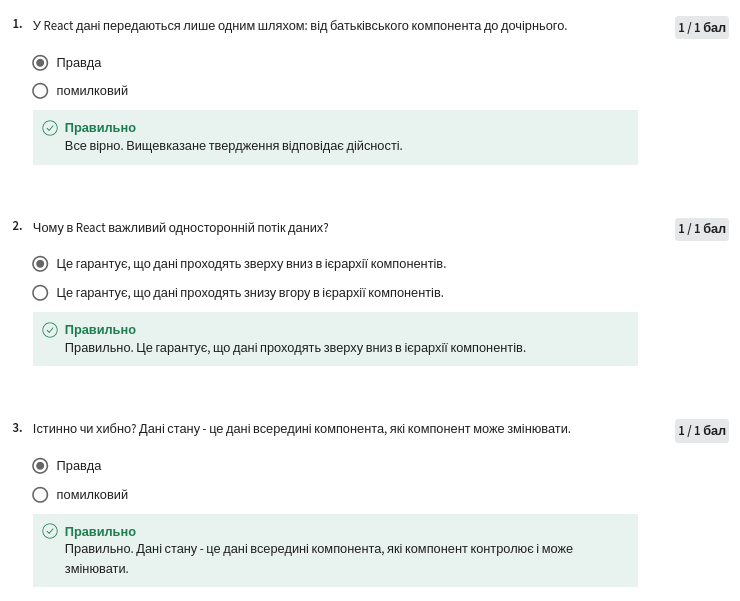 1. У React дані передаються лише одним шляхом: від батьківського компонента до дочірнього. 1 / 1 бал
Правда
помилковий
Правильно
Все вірно. Вищевказане твердження відповідає дійсності.
2. Чому в React важливий односторонній потік даних? 1 / 1 бал
Це гарантує, що дані проходять зверху вниз в ієрархії компонентів.
Це гарантує, що дані проходять знизу вгору в ієрархії компонентів.
Правильно
Правильно. Це гарантує, що дані проходять зверху вниз в ієрархії компонентів.
3. Істинно чи хибно? Дані стану - це дані всередині компонента, які компонент може змінювати. 1 / 1 бал
Правда
помилковий
Правильно
Правильно. Дані стану - це дані всередині компонента, які компонент контролює і може
змінювати.